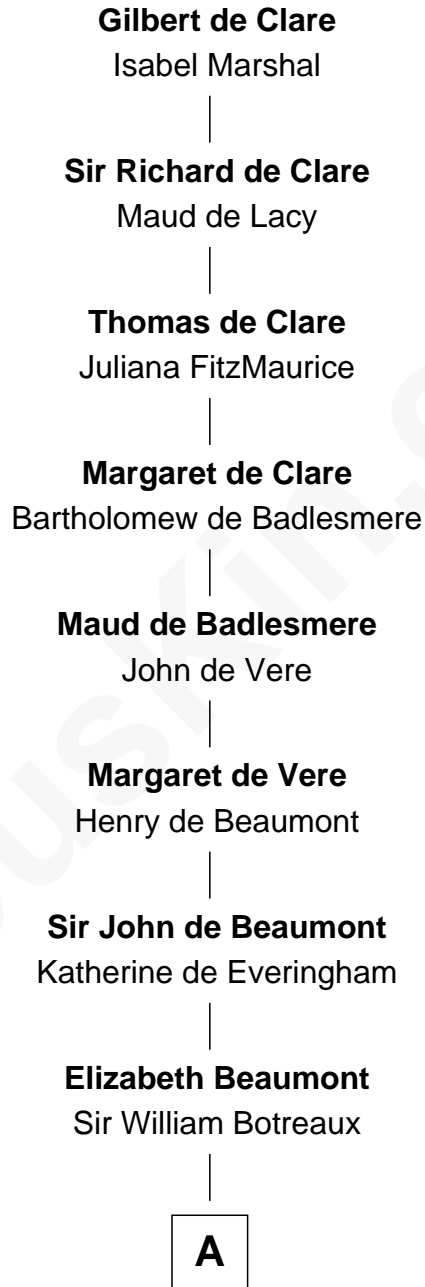 Gilbert de Clare
Isabel Marshal
Sir Richard de Clare
Maud de Lacy
Thomas de Clare
Juliana FitzMaurice
Margaret de Clare
Bartholomew de Badlesmere
Maud de Badlesmere
John de Vere
Margaret de Vere
Henry de Beaumont
Sir John de Beaumont
Katherine de Everingham
Elizabeth Beaumont
Sir William Botreaux
A